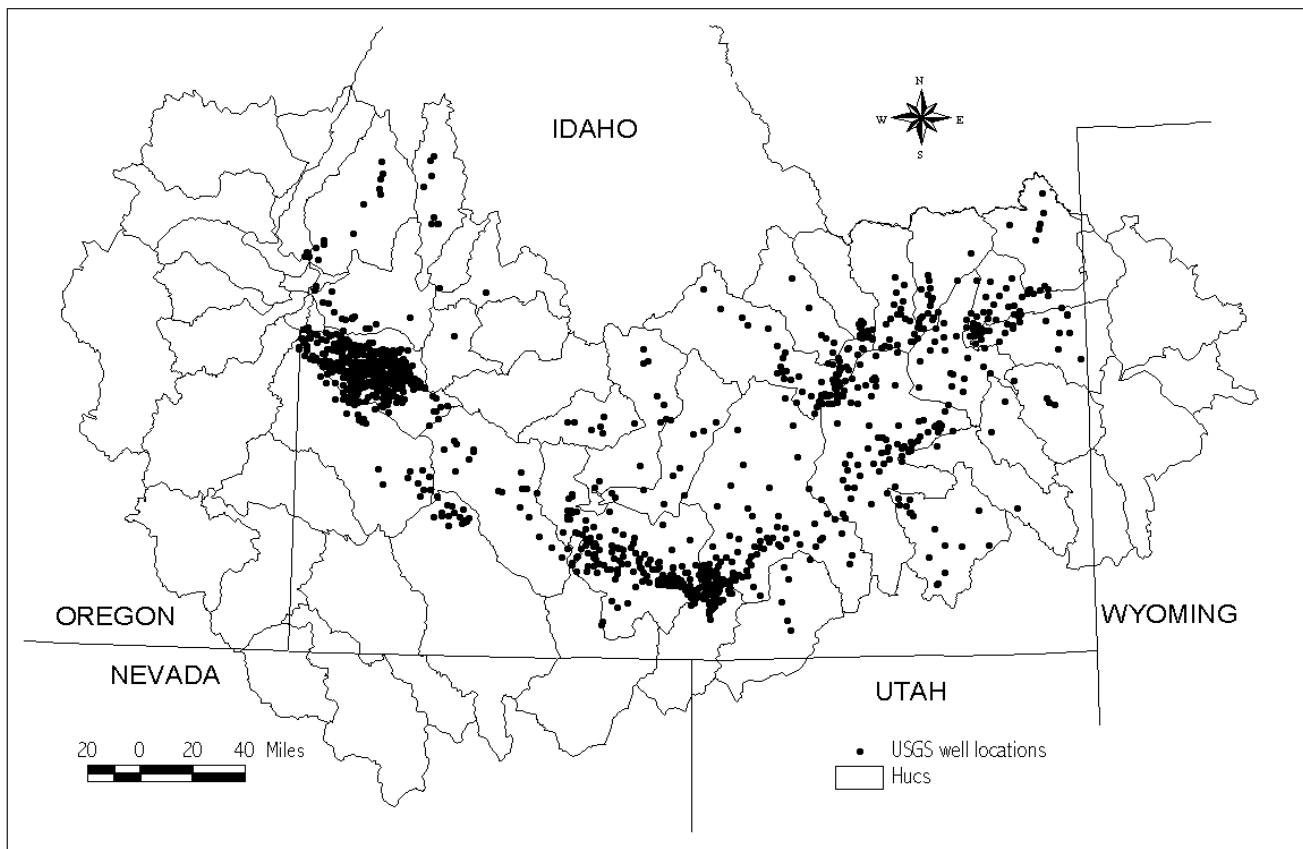 N
IDAHO
W E
S
OREGON
WYOMING
NEVADA
UTAH
20 0 20 40 Miles
USGS well locations
Hucs